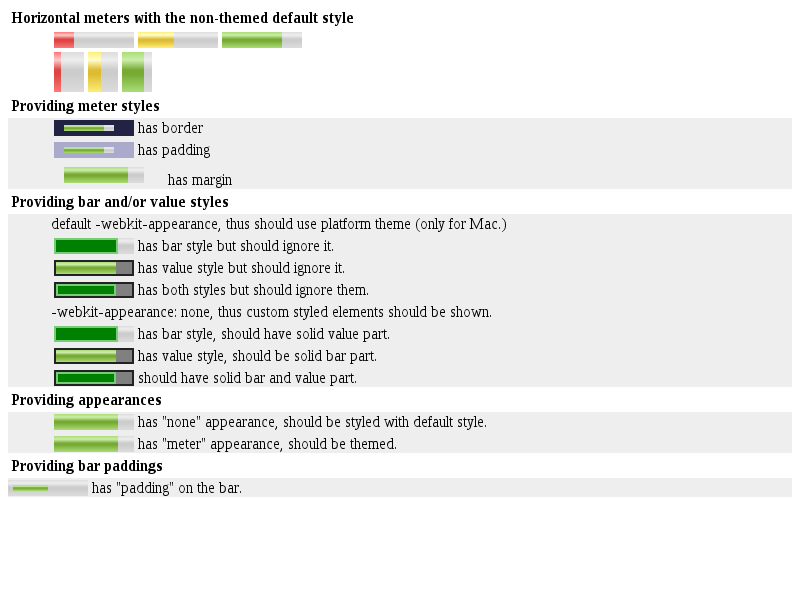 Horizontal meters with the non-themed default style
Providing meter styles
has border
has padding
has margin
Providing bar and/or value styles
default -webkit-appearance, thus should use platform theme (only for Mac.)
has bar style but should ignore it.
has value style but should ignore it.
has both styles but should ignore them.
-webkit-appearance: none, thus custom styled elements should be shown.
has bar style, should have solid value part.
has value style, should be solid bar part.
should have solid bar and value part.
Providing appearances
has "none" appearance, should be styled with default style.
has "meter" appearance, should be themed.
Providing bar paddings
has "padding" on the bar.